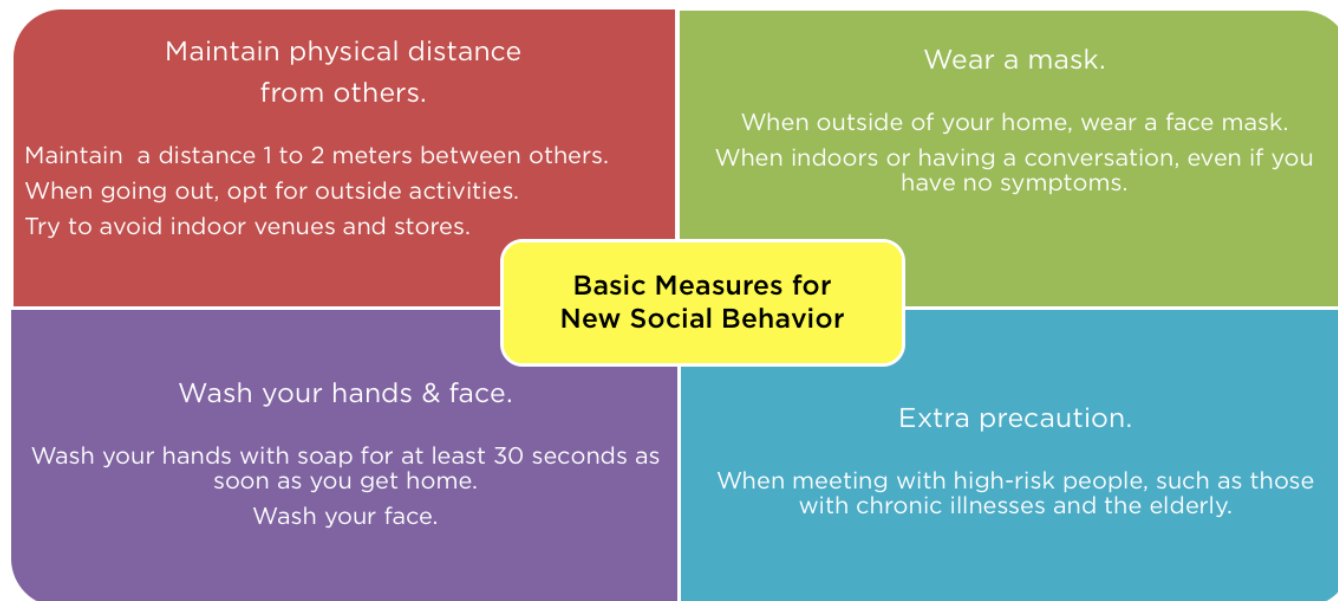 Maintain physical distance
from others.
Maintain  a distance 1 to 2 meters between others.
When going out, opt for outside activities.
Try to avoid indoor venues and stores.
Wear a mask.
When outside of your home, wear a face mask.
When indoors or having a conversation, even if you
have no symptoms.
Basic Measures for
New Social Behavior
Wash your hands & face.
Wash your hands with soap for at least 30 seconds as
soon as you get home.
Wash your face.
Extra precaution.
When meeting with high-risk people, such as those
with chronic illnesses and the elderly.